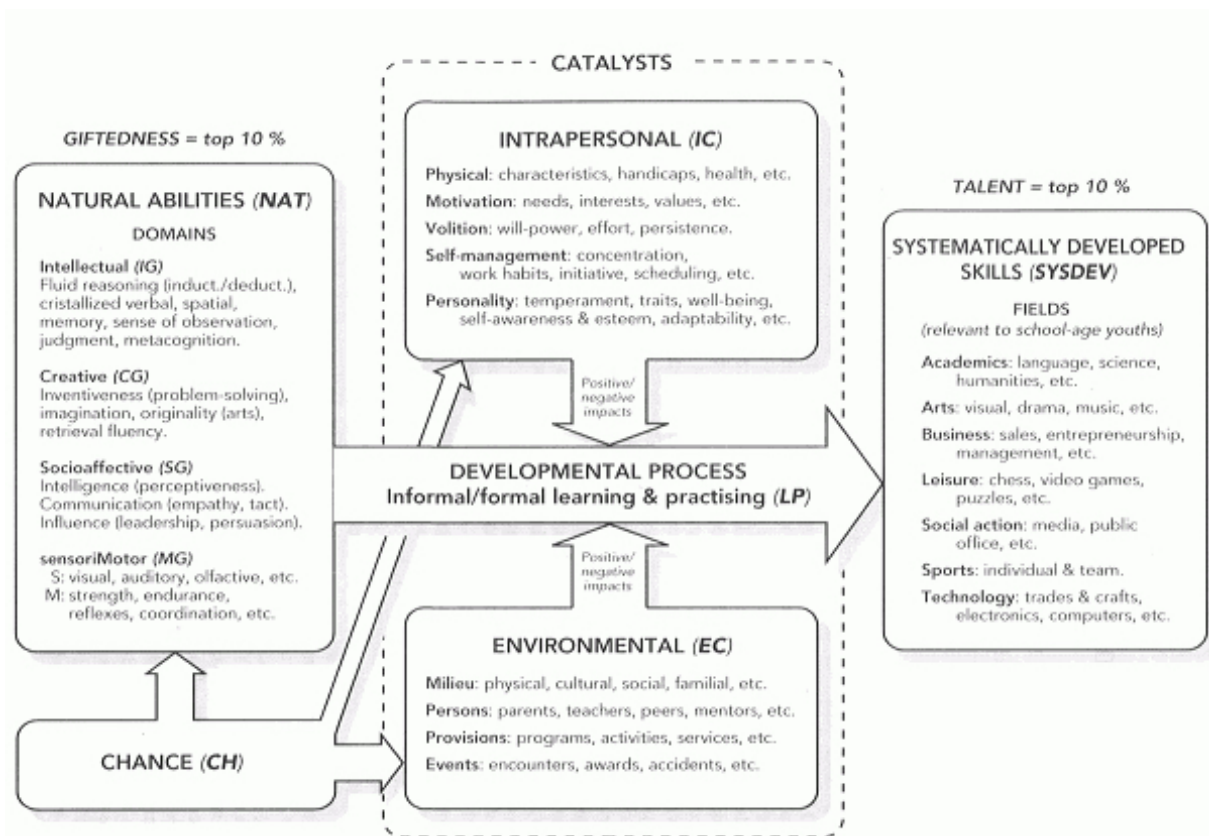 CATALYSTS
GIFTEDNESS = top 10 %
NATURAL ABILITIES (NAT)
DOMAINS
Intellectual (IG)
Fluid reasoning (induct./deduct.),
cristallized verbal, spatial,
memory, sense of observation,
judgment, metacognition.
Creative (CG)
Inventiveness (problem-solving),
imagination, originality (arts),
retrieval fluency.
Socioaffective (SG)
Intelligence (perceptiveness).
Communication (empathy, tact).
Influence (leadership, persuasion).
sensoriMotor (MG)
S: visual, auditory, olfactive, etc.
M: strength, endurance,
reflexes, coordination, etc.
CHANCE (CH)
INTRAPERSONAL (IC)
Physical: characteristics, handicaps, health, etc.
Motivation: needs, interests, values, etc.
Volition: will-power, effort, persistence.
Self-management: concentration,
work habits, initiative, scheduling, etc.
Personality: temperament, traits, well-being,
self-awareness & esteem, adaptability, etc.
Positive/
negative
impacts
DEVELOPMENTAL PROCESS
Informal/formal learning & practising (LP)
Positive/
negative
impacts
ENVIRONMENTAL (EC)
Milieu: physical, cultural, social, familial, etc.
Persons: parents, teachers, peers, mentors, etc.
Provisions: programs, activities, services, etc.
Events: encounters, awards, accidents, etc.
TALENT = top 10 %
SYSTEMATICALLY DEVELOPED
SKILLS (SYSDEV)
FIELDS
(relevant to school-age youths)
Academics: language, science,
humanities, etc.
Arts: visual, drama, music, etc.
Business: sales, entrepreneurship,
management, etc.
Leisure: chess, video games,
puzzles, etc.
Social action: media, public
office, etc.
Sports: individual & team.
Technology: trades & crafts,
electronics, computers, etc.